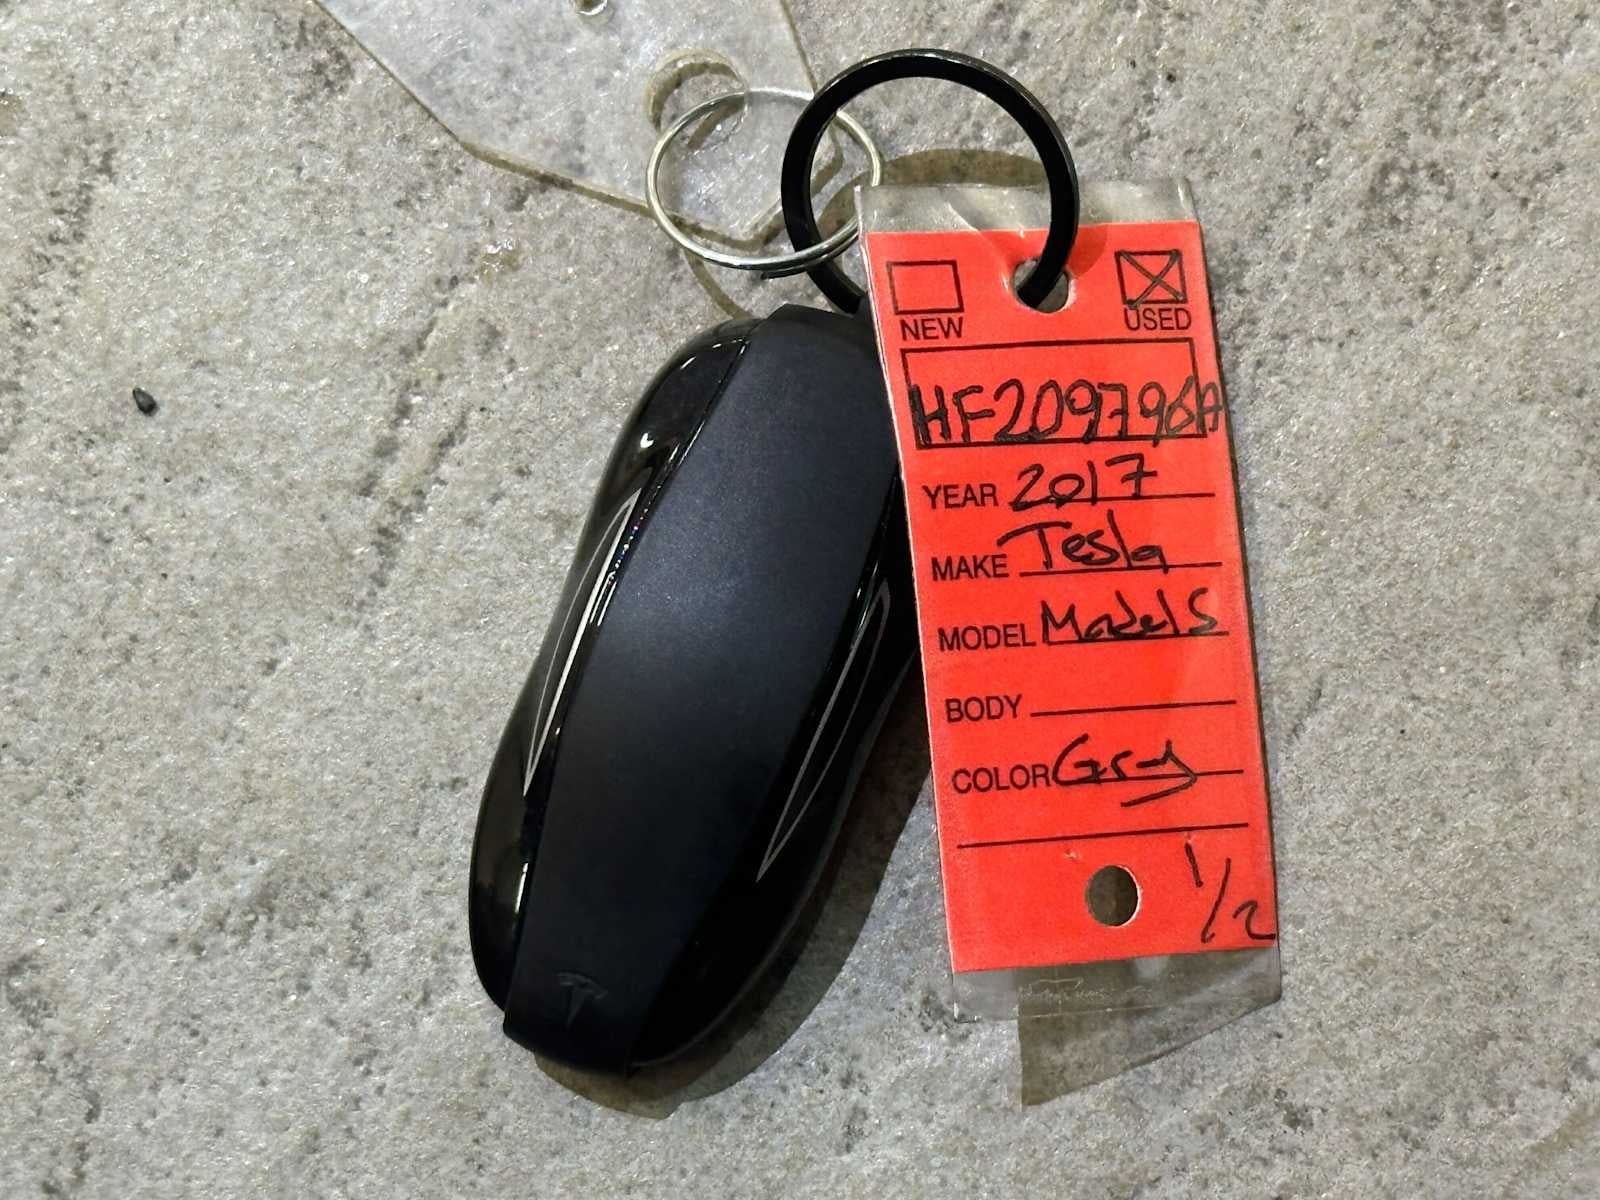 NEW USED
HF209796A
YEAR 2017
MAKE Tesla
MODEL Model S
BODY
COLOR Gray
1/2